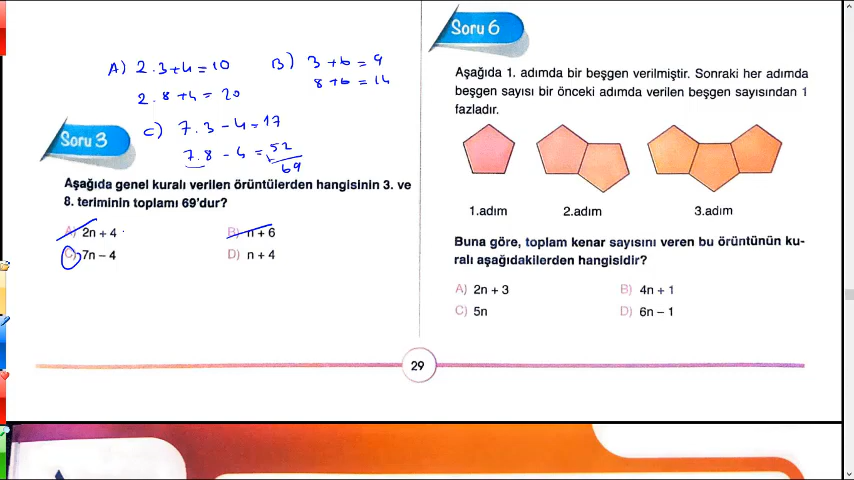 A) 2.3+4=10
2.8+4=20
B) 3+6=9
8+6=14
C) 7.3-4=17
7.8-4=52
69
Soru 3
Aşağıda genel kuralı verilen örüntülerden hangisinin 3. ve
8. teriminin toplamı 69'dur?
A) 2n + 4
B) n + 6
C) 7n – 4
D) n + 4
Soru 6
Aşağıda 1. adımda bir beşgen verilmiştir. Sonraki her adımda
beşgen sayısı bir önceki adımda verilen beşgen sayısından 1
fazladır.
1.adım
2.adım
3.adım
Buna göre, toplam kenar sayısını veren bu örüntünün ku-
ralı aşağıdakilerden hangisidir?
A) 2n + 3
B) 4n + 1
C) 5n
D) 6n – 1
29